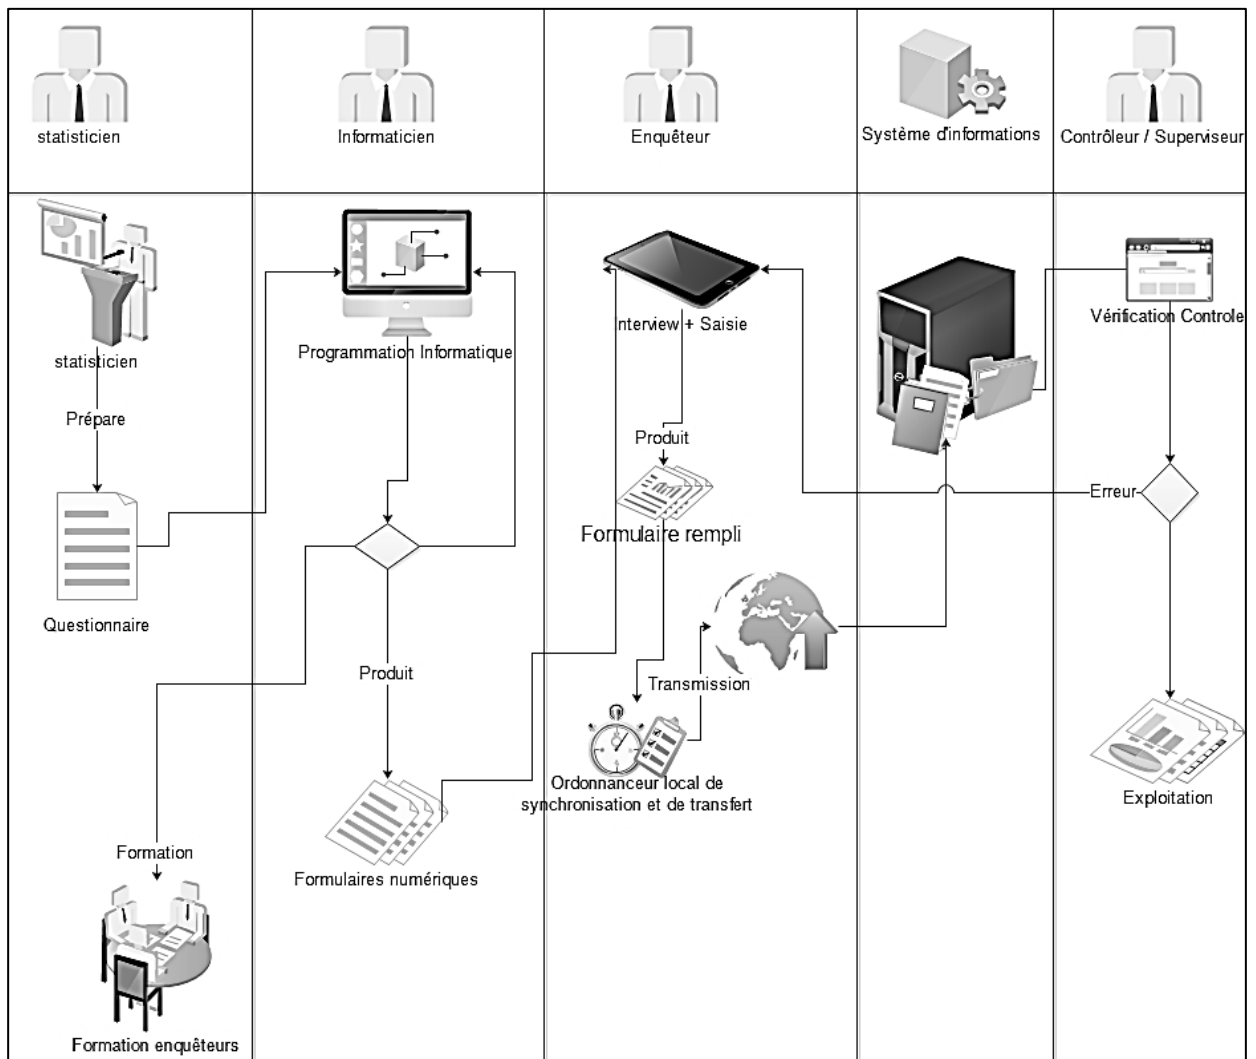 statisticien
Informaticien
Enquêteur
Système d'informations
Contrôleur / Superviseur
statisticien
Prépare
Questionnaire
Formation
Formation enquêteurs
Programmation Informatique
Produit
Formulaires numériques
Interview + Saisie
Produit
Formulaire rempli
Transmission
Ordonnanceur local de
synchronisation et de transfert
Vérification Controle
Erreur
Exploitation